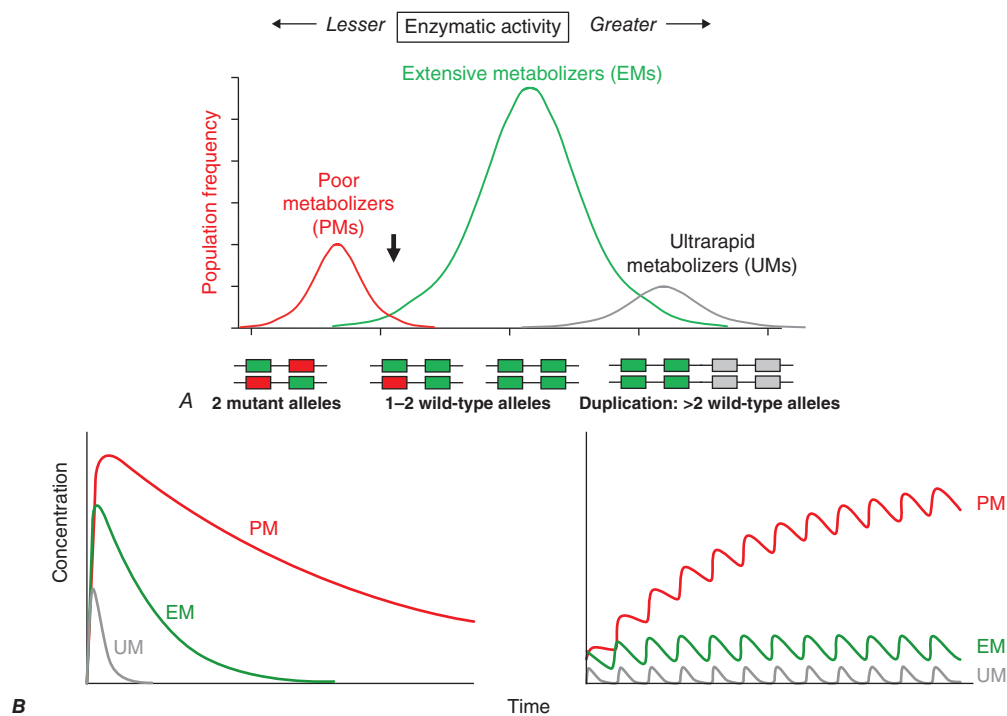 Lesser Enzymatic activity Greater
Extensive metabolizers (EMs)
Population frequency
Poor
metabolizers
(PMs)
Ultrarapid
metabolizers (UMs)
A 2 mutant alleles 1–2 wild-type alleles Duplication: >2 wild-type alleles
Concentration
PM
EM
UM
PM
EM
UM
B Time